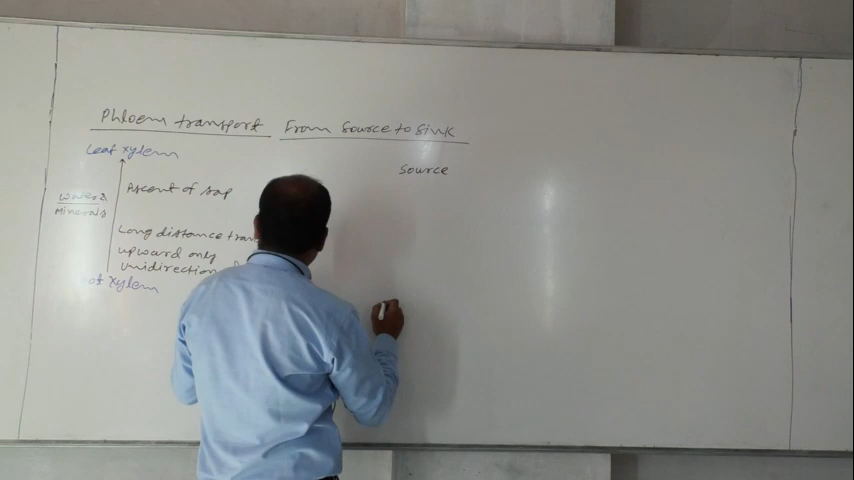 Phloem transport From Source to Sink
Leaf xylem
Source
Ascent of sap
Water &
Minerals
Long distance tran
upward only
unidirection
ot xylem